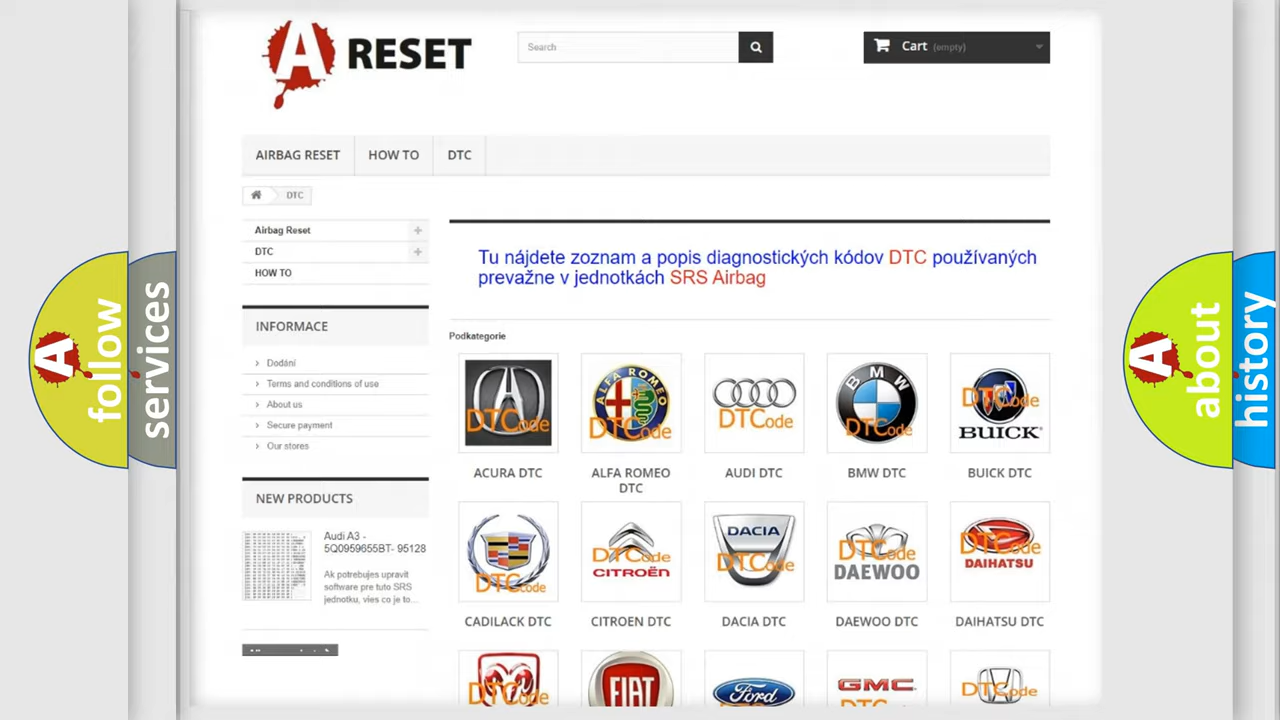 A RESET
Search
Cart (empty)
AIRBAG RESET
HOW TO
DTC
DTC
Airbag Reset
DTC
HOW TO
INFORMACE
Dodání
Terms and conditions of use
About us
Secure payment
Our stores
NEW PRODUCTS
Audi A3 -
5Q0959655BT- 95128
Ak potrebujes upravit
software pre tuto SRS
jednotku, vies co je to...
Tu nájdete zoznam a popis diagnostických kódov DTC používaných
prevažne v jednotkách SRS Airbag
Podkategorie
DTCode
ALFA ROMEO
DTCode
DTCode
BMW
DTCode
DTCode
BUICK
ACURA DTC
ALFA ROMEO
DTC
AUDI DTC
BMW DTC
BUICK DTC
DTCode
DTCode
CITROËN
DACIA
DTCode
DTCode
DAEWOO
DTCode
DAIHATSU
CADILACK DTC
CITROEN DTC
DACIA DTC
DAEWOO DTC
DAIHATSU DTC
DTCode
FIAT
Ford
GMC
DTCode
A follow
services
A about
history